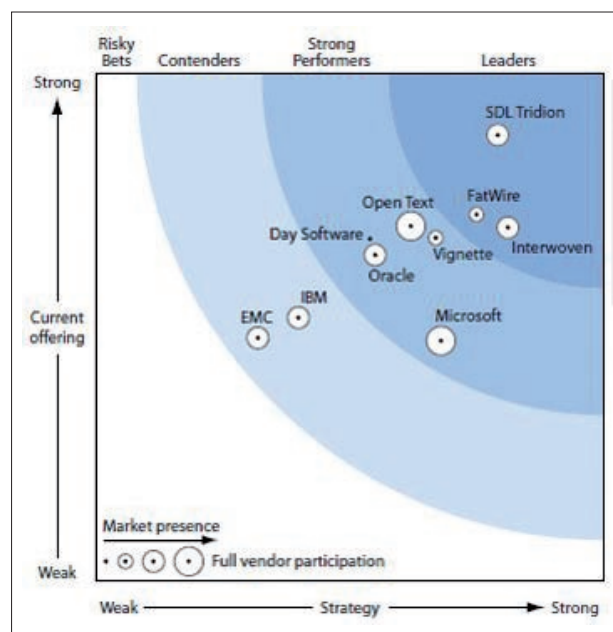 Risky
Bets
Contenders
Strong
Performers
Leaders
Strong
SDL Tridion
FatWire
Open Text
Day Software
Vignette
Interwoven
Oracle
IBM
EMC
Current
offering
Microsoft
Market presence
Full vendor participation
Weak
Weak
Strategy
Strong